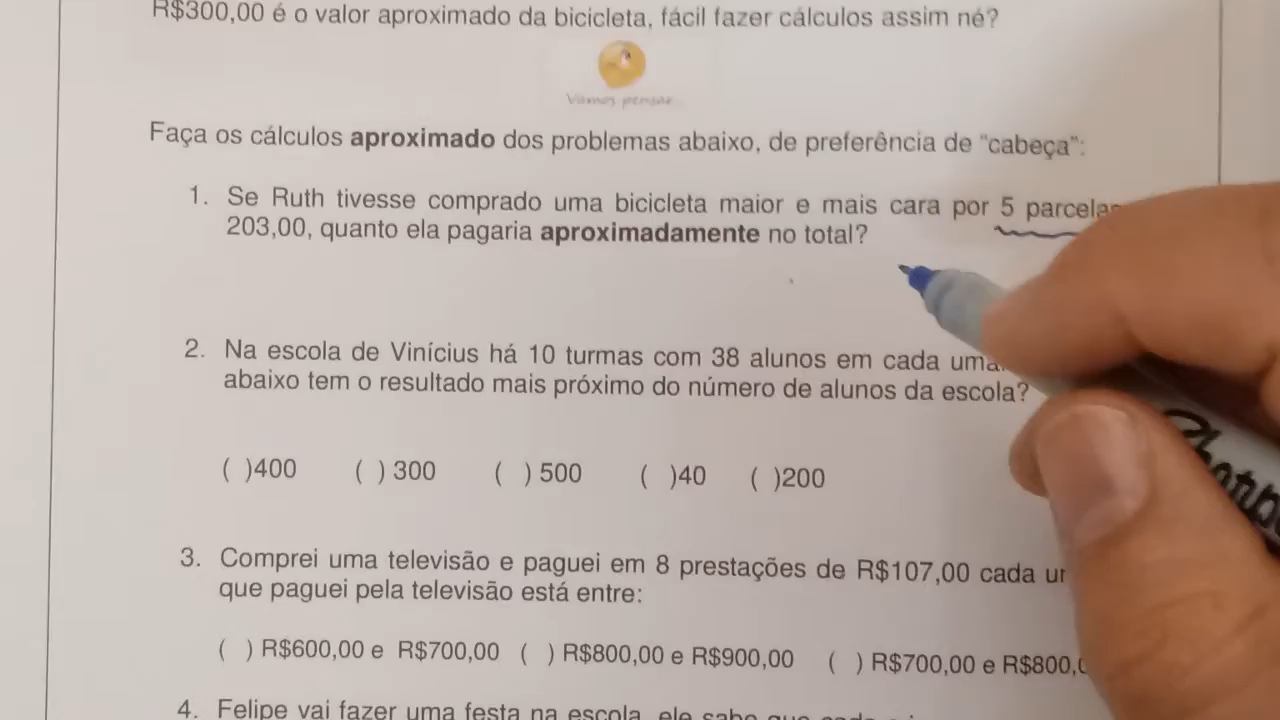 R$300,00 é o valor aproximado da bicicleta, fácil fazer cálculos assim né?
Vamos pensar...
Faça os cálculos aproximado dos problemas abaixo, de preferência de "cabeça":
1. Se Ruth tivesse comprado uma bicicleta maior e mais cara por 5 parcelas
203,00, quanto ela pagaria aproximadamente no total?
2. Na escola de Vinícius há 10 turmas com 38 alunos em cada uma.
abaixo tem o resultado mais próximo do número de alunos da escola?
( )400 ( ) 300 ( ) 500 ( )40 ( )200
3. Comprei uma televisão e paguei em 8 prestações de R$107,00 cada
que paguei pela televisão está entre:
( ) R$600,00 e R$700,00 ( ) R$800,00 e R$900,00 ( ) R$700,00 e
4. Felipe vai fazer uma festa na escola, ele sabe que
Sharp